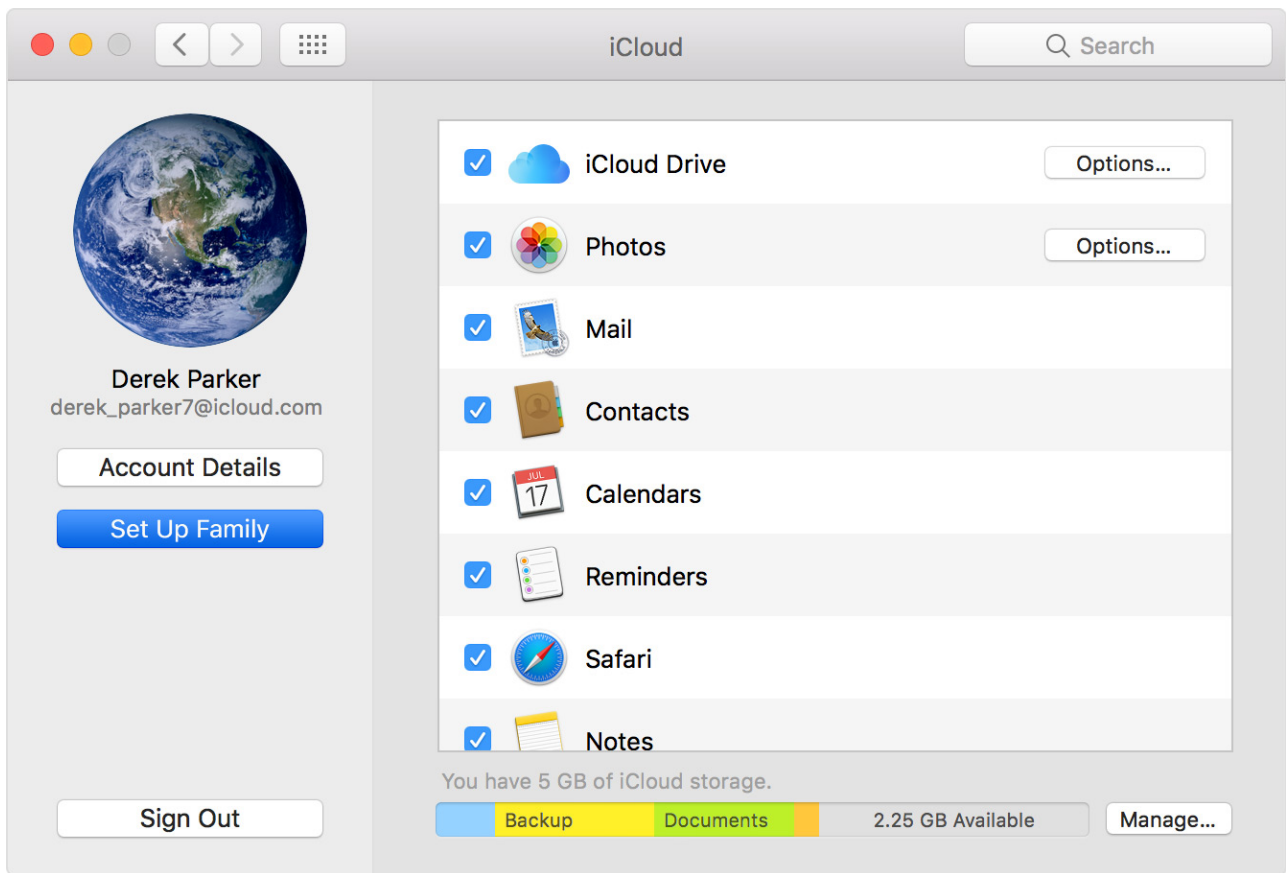 iCloud
Search
Derek Parker
derek_parker7@icloud.com
Account Details
Set Up Family
Sign Out
iCloud Drive
Options...
Photos
Options...
Mail
Contacts
JUL
17
Calendars
Reminders
Safari
Notes
You have 5 GB of iCloud storage.
Backup
Documents
2.25 GB Available
Manage...